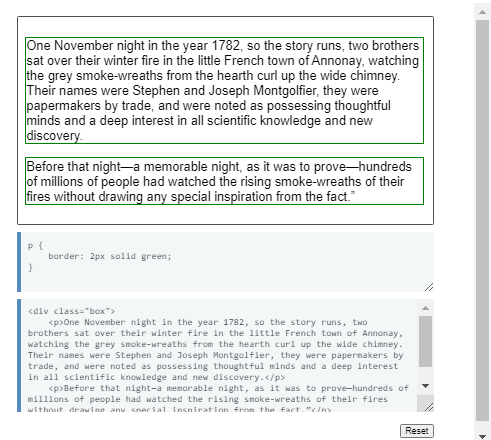 One November night in the year 1782, so the story runs, two brothers
sat over their winter fire in the little French town of Annonay, watching
the grey smoke-wreaths from the hearth curl up the wide chimney.
Their names were Stephen and Joseph Montgolfier, they were
papermakers by trade, and were noted as possessing thoughtful
minds and a deep interest in all scientific knowledge and new
discovery.
Before that night—a memorable night, as it was to prove—hundreds
of millions of people had watched the rising smoke-wreaths of their
fires without drawing any special inspiration from the fact.”
p {
border: 2px solid green;
}
<div class="box">
<p>One November night in the year 1782, so the story runs, two
brothers sat over their winter fire in the little French town of Annonay,
watching the grey smoke-wreaths from the hearth curl up the wide chimney.
Their names were Stephen and Joseph Montgolfier, they were papermakers by
trade, and were noted as possessing thoughtful minds and a deep interest
in all scientific knowledge and new discovery.</p>
<p>Before that night—a memorable night, as it was to prove—hundreds of
millions of people had watched the rising smoke-wreaths of their fires
without drawing any special inspiration from the fact.”</p>
Reset